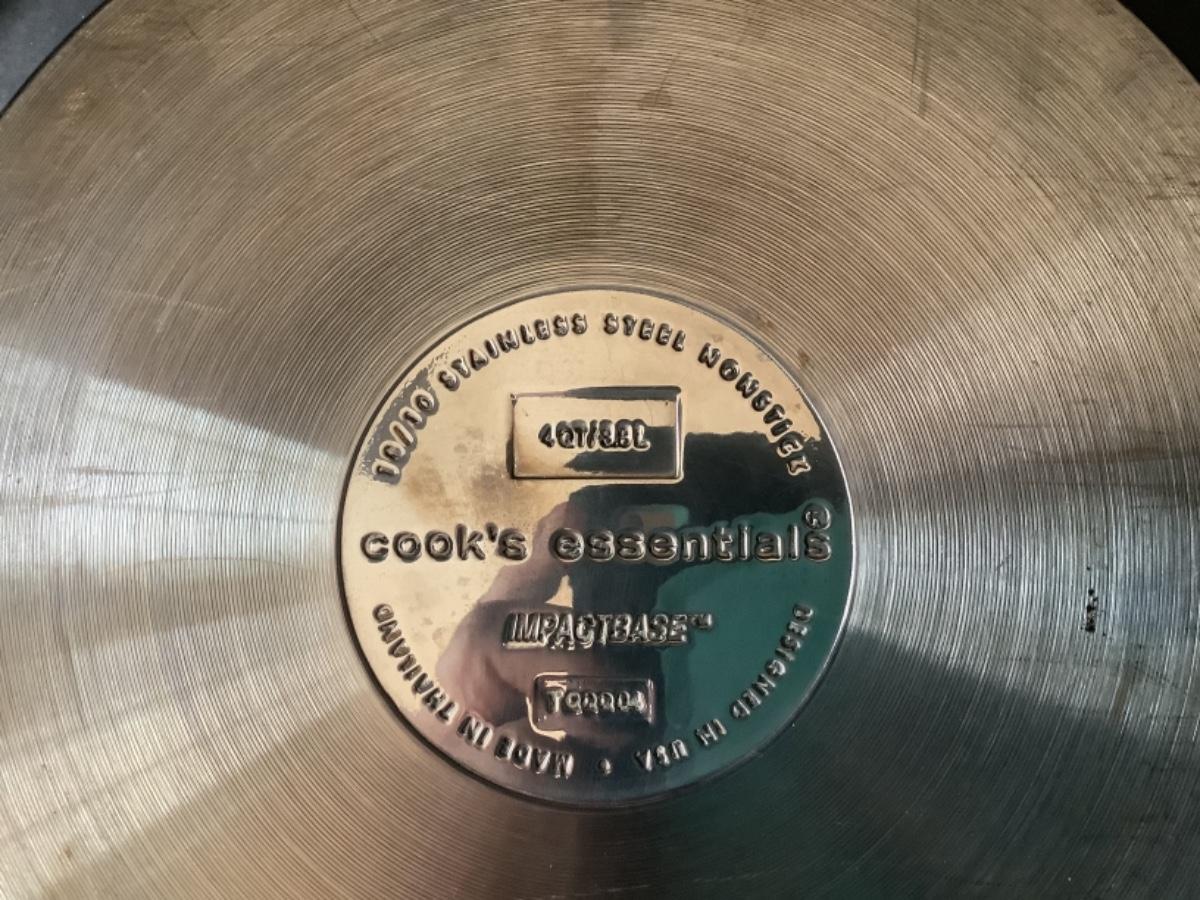 18/10 STAINLESS STEEL NONSTICK
4QT/3.8L
cook's essentials®
IMPACTBASE™
DESIGNED IN USA • MADE IN THAILAND